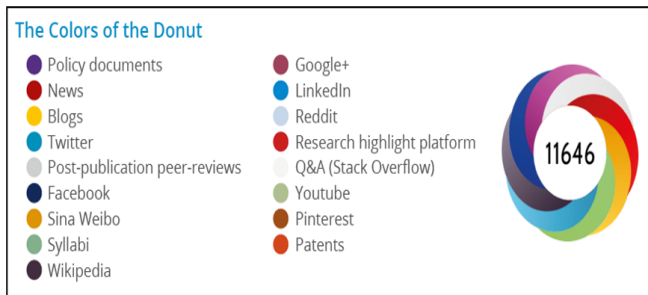 The Colors of the Donut
Policy documents
News
Blogs
Twitter
Post-publication peer-reviews
Facebook
Sina Weibo
Syllabi
Wikipedia
Google+
LinkedIn
Reddit
Research highlight platform
Q&A (Stack Overflow)
Youtube
Pinterest
Patents
11646